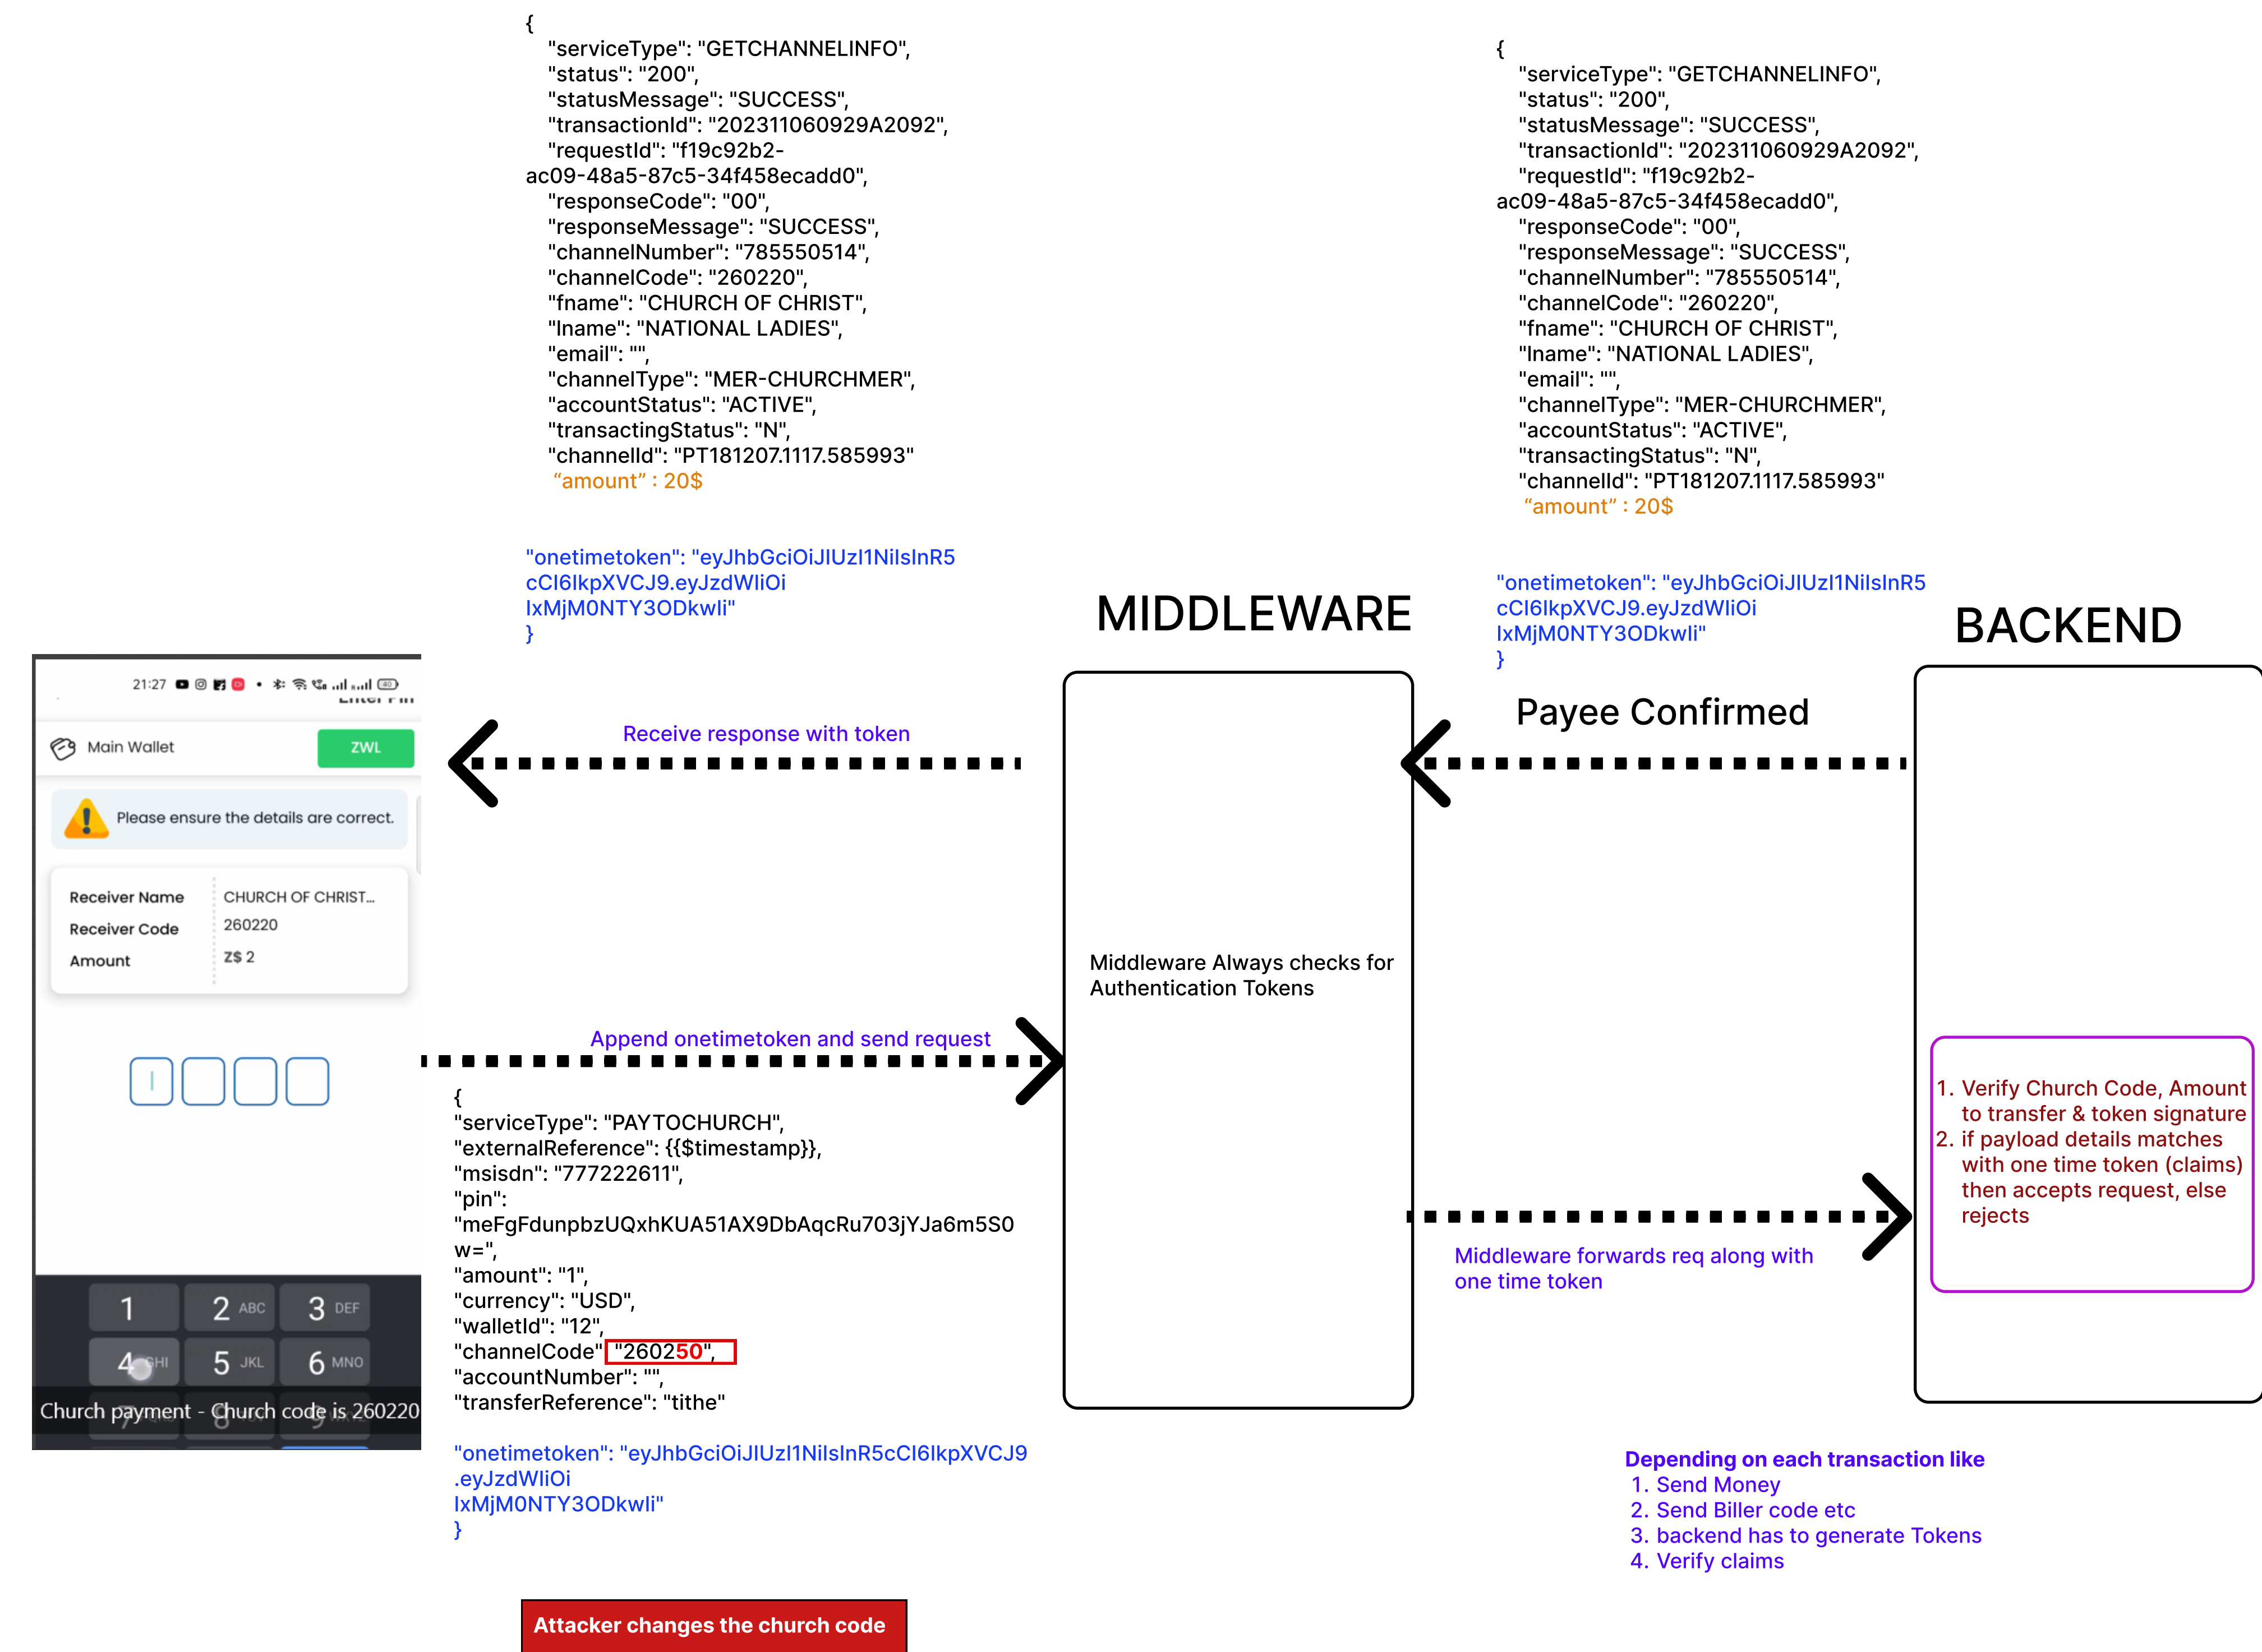 {
"serviceType": "GETCHANNELINFO",
"status": "200",
"statusMessage": "SUCCESS",
"transactionId": "202311060929A2092",
"requestId": "f19c92b2-
ac09-48a5-87c5-34f458ecadd0",
"responseCode": "00",
"responseMessage": "SUCCESS",
"channelNumber": "785550514",
"channelCode": "260220",
"fname": "CHURCH OF CHRIST",
"lname": "NATIONAL LADIES",
"email": "",
"channelType": "MER-CHURCHMER",
"accountStatus": "ACTIVE",
"transactingStatus": "N",
"channelId": "PT181207.1117.585993"
“amount” : 20$
"onetimetoken": "eyJhbGciOiJIUzI1NiIsInR5
cCI6IkpXVCJ9.eyJzdWIiOi
IxMjM0NTY3ODkwIi"
}
{
"serviceType": "GETCHANNELINFO",
"status": "200",
"statusMessage": "SUCCESS",
"transactionId": "202311060929A2092",
"requestId": "f19c92b2-
ac09-48a5-87c5-34f458ecadd0",
"responseCode": "00",
"responseMessage": "SUCCESS",
"channelNumber": "785550514",
"channelCode": "260220",
"fname": "CHURCH OF CHRIST",
"lname": "NATIONAL LADIES",
"email": "",
"channelType": "MER-CHURCHMER",
"accountStatus": "ACTIVE",
"transactingStatus": "N",
"channelId": "PT181207.1117.585993"
“amount” : 20$
"onetimetoken": "eyJhbGciOiJIUzI1NiIsInR5
cCI6IkpXVCJ9.eyJzdWIiOi
IxMjM0NTY3ODkwIi"
}
MIDDLEWARE
BACKEND
21:27
40
Enter Pin
Main Wallet
ZWL
Please ensure the details are correct.
Receiver Name CHURCH OF CHRIST...
Receiver Code 260220
Amount Z$ 2
1 2 ABC 3 DEF
4 GHI 5 JKL 6 MNO
7 8 9
Church payment - Church code is 260220
Receive response with token
Payee Confirmed
Middleware Always checks for
Authentication Tokens
Append onetimetoken and send request
{
"serviceType": "PAYTOCHURCH",
"externalReference": {{$timestamp}},
"msisdn": "777222611",
"pin":
"meFgFdunpbzUQxhKUA51AX9DbAqcRu703jYJa6m5S0
w=",
"amount": "1",
"currency": "USD",
"walletId": "12",
"channelCode" "260250",
"accountNumber": "",
"transferReference": "tithe"
"onetimetoken": "eyJhbGciOiJIUzI1NiIsInR5cCI6IkpXVCJ9
.eyJzdWIiOi
IxMjM0NTY3ODkwIi"
}
1. Verify Church Code, Amount
to transfer & token signature
2. if payload details matches
with one time token (claims)
then accepts request, else
rejects
Middleware forwards req along with
one time token
Depending on each transaction like
1. Send Money
2. Send Biller code etc
3. backend has to generate Tokens
4. Verify claims
Attacker changes the church code